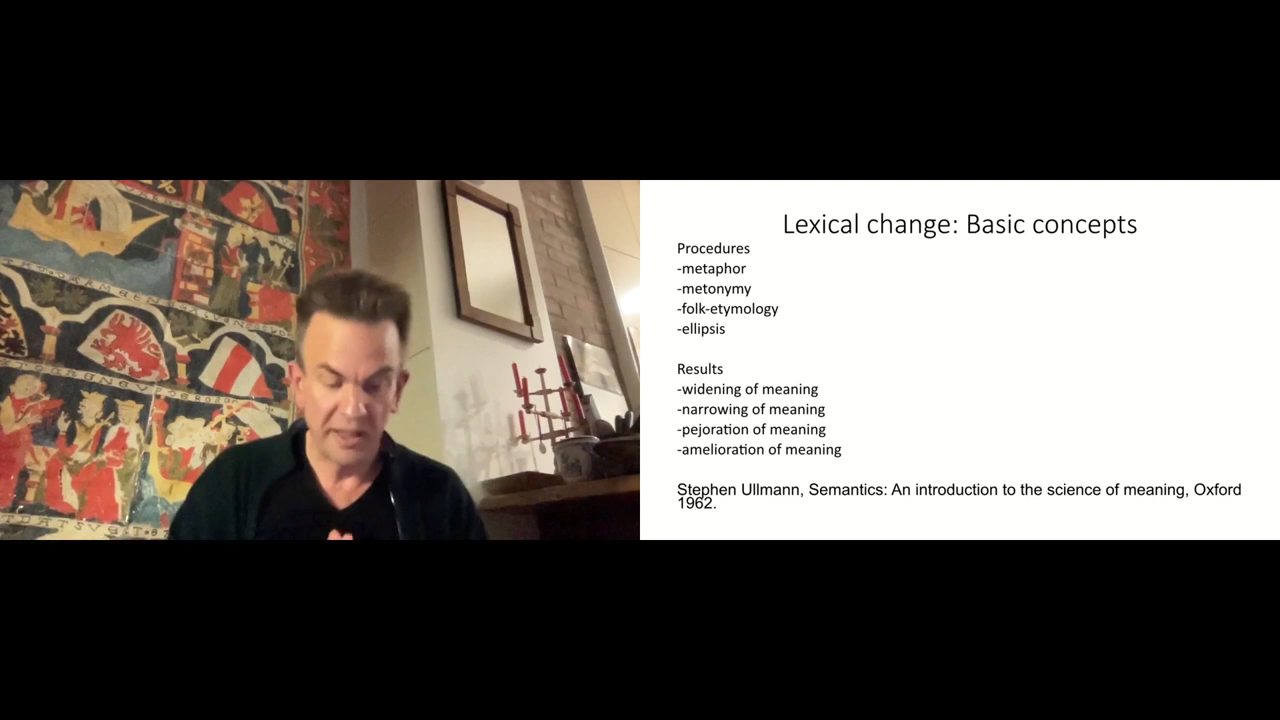 Lexical change: Basic concepts
Procedures
-metaphor
-metonymy
-folk-etymology
-ellipsis
Results
-widening of meaning
-narrowing of meaning
-pejoration of meaning
-amelioration of meaning
Stephen Ullmann, Semantics: An introduction to the science of meaning, Oxford
1962.